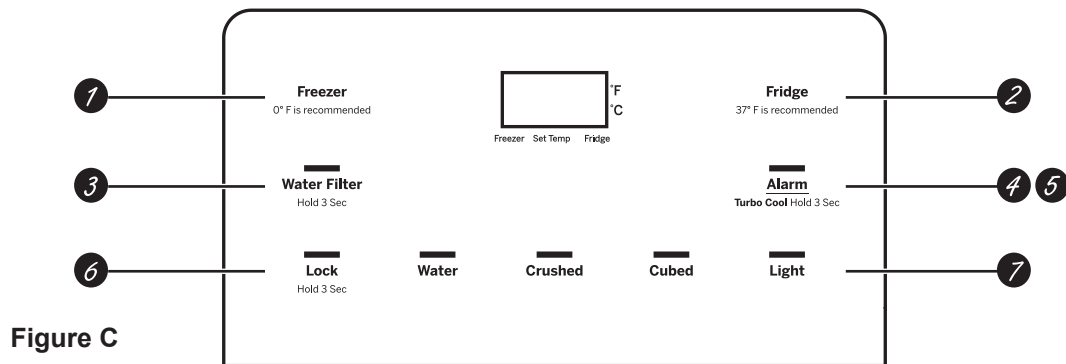 1
Freezer
0° F is recommended
°F
°C
Freezer Set Temp Fridge
Fridge
37° F is recommended
2
3
Water Filter
Hold 3 Sec
Alarm
Turbo Cool Hold 3 Sec
4 5
6
Lock
Hold 3 Sec
Water
Crushed
Cubed
Light
7
Figure C